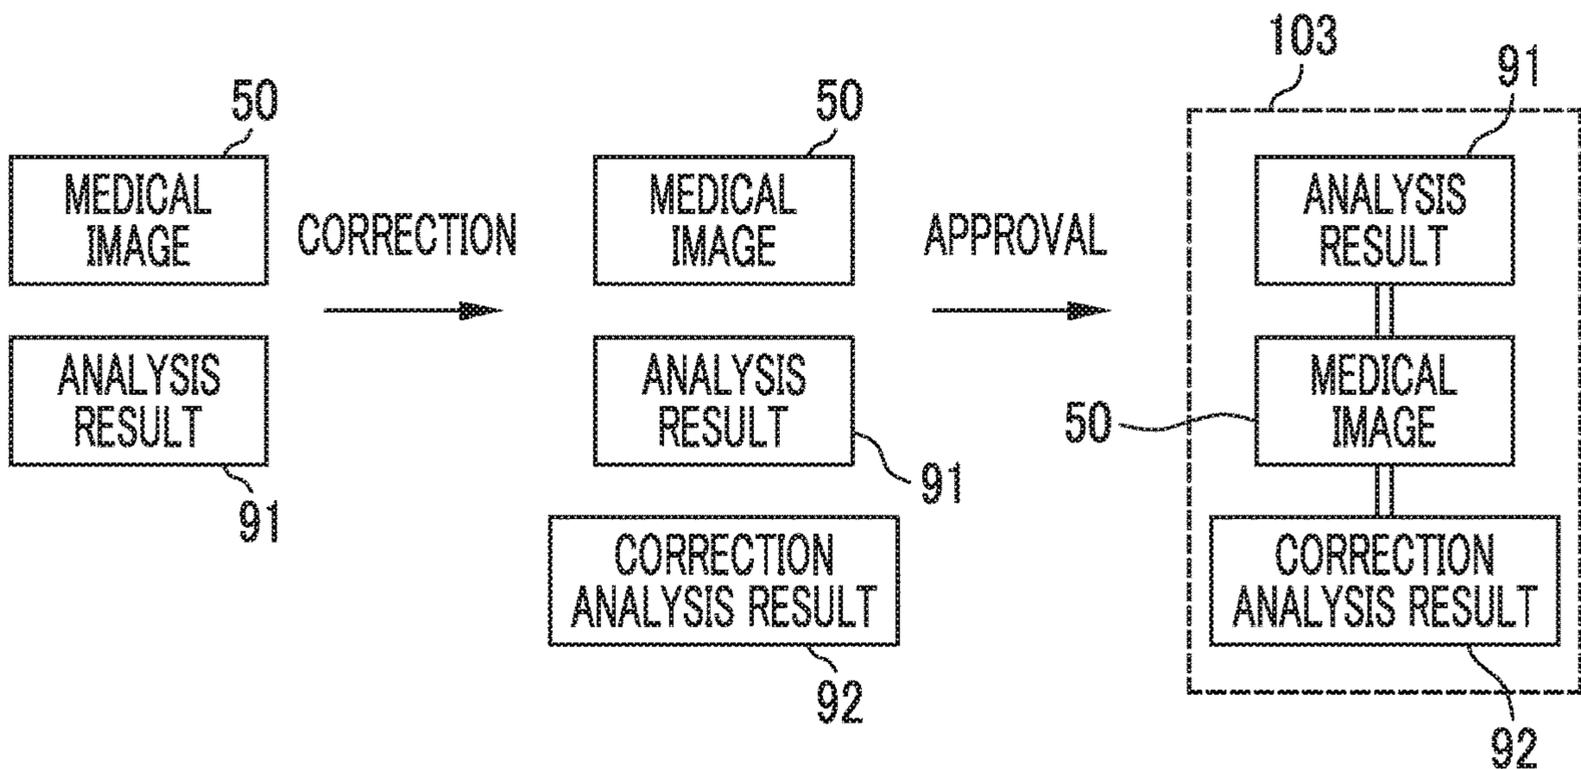 50
MEDICAL
IMAGE
ANALYSIS
RESULT
91
CORRECTION
50
MEDICAL
IMAGE
ANALYSIS
RESULT
91
CORRECTION
ANALYSIS RESULT
92
APPROVAL
103
91
ANALYSIS
RESULT
MEDICAL
IMAGE
50
CORRECTION
ANALYSIS RESULT
92